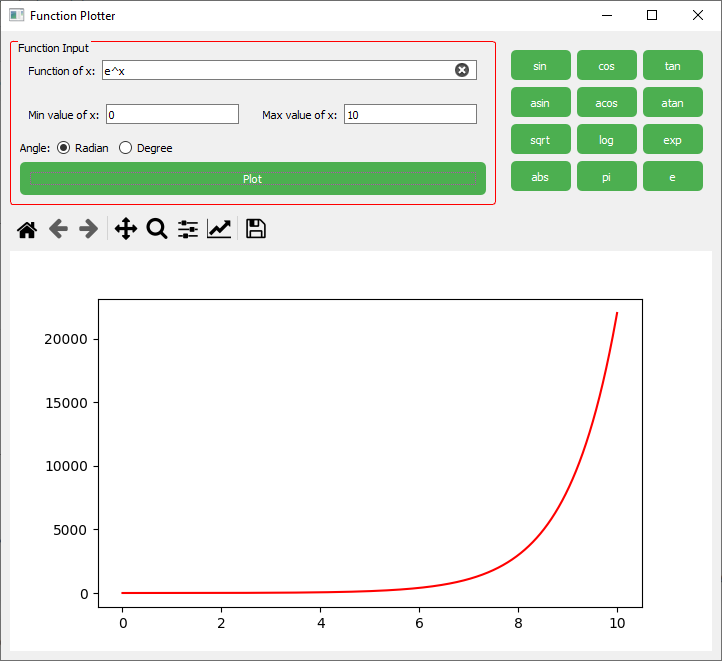 Function Plotter
Function Input
Function of x: e^x
Min value of x: 0 Max value of x: 10
Angle: Radian Degree
Plot
sin cos tan
asin acos atan
sqrt log exp
abs pi e
20000
15000
10000
5000
0
0 2 4 6 8 10